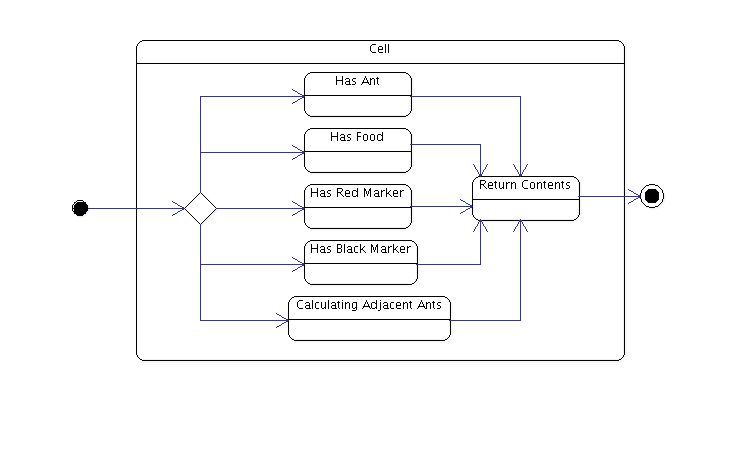 Cell
Has Ant
Has Food
Has Red Marker
Return Contents
Has Black Marker
Calculating Adjacent Ants